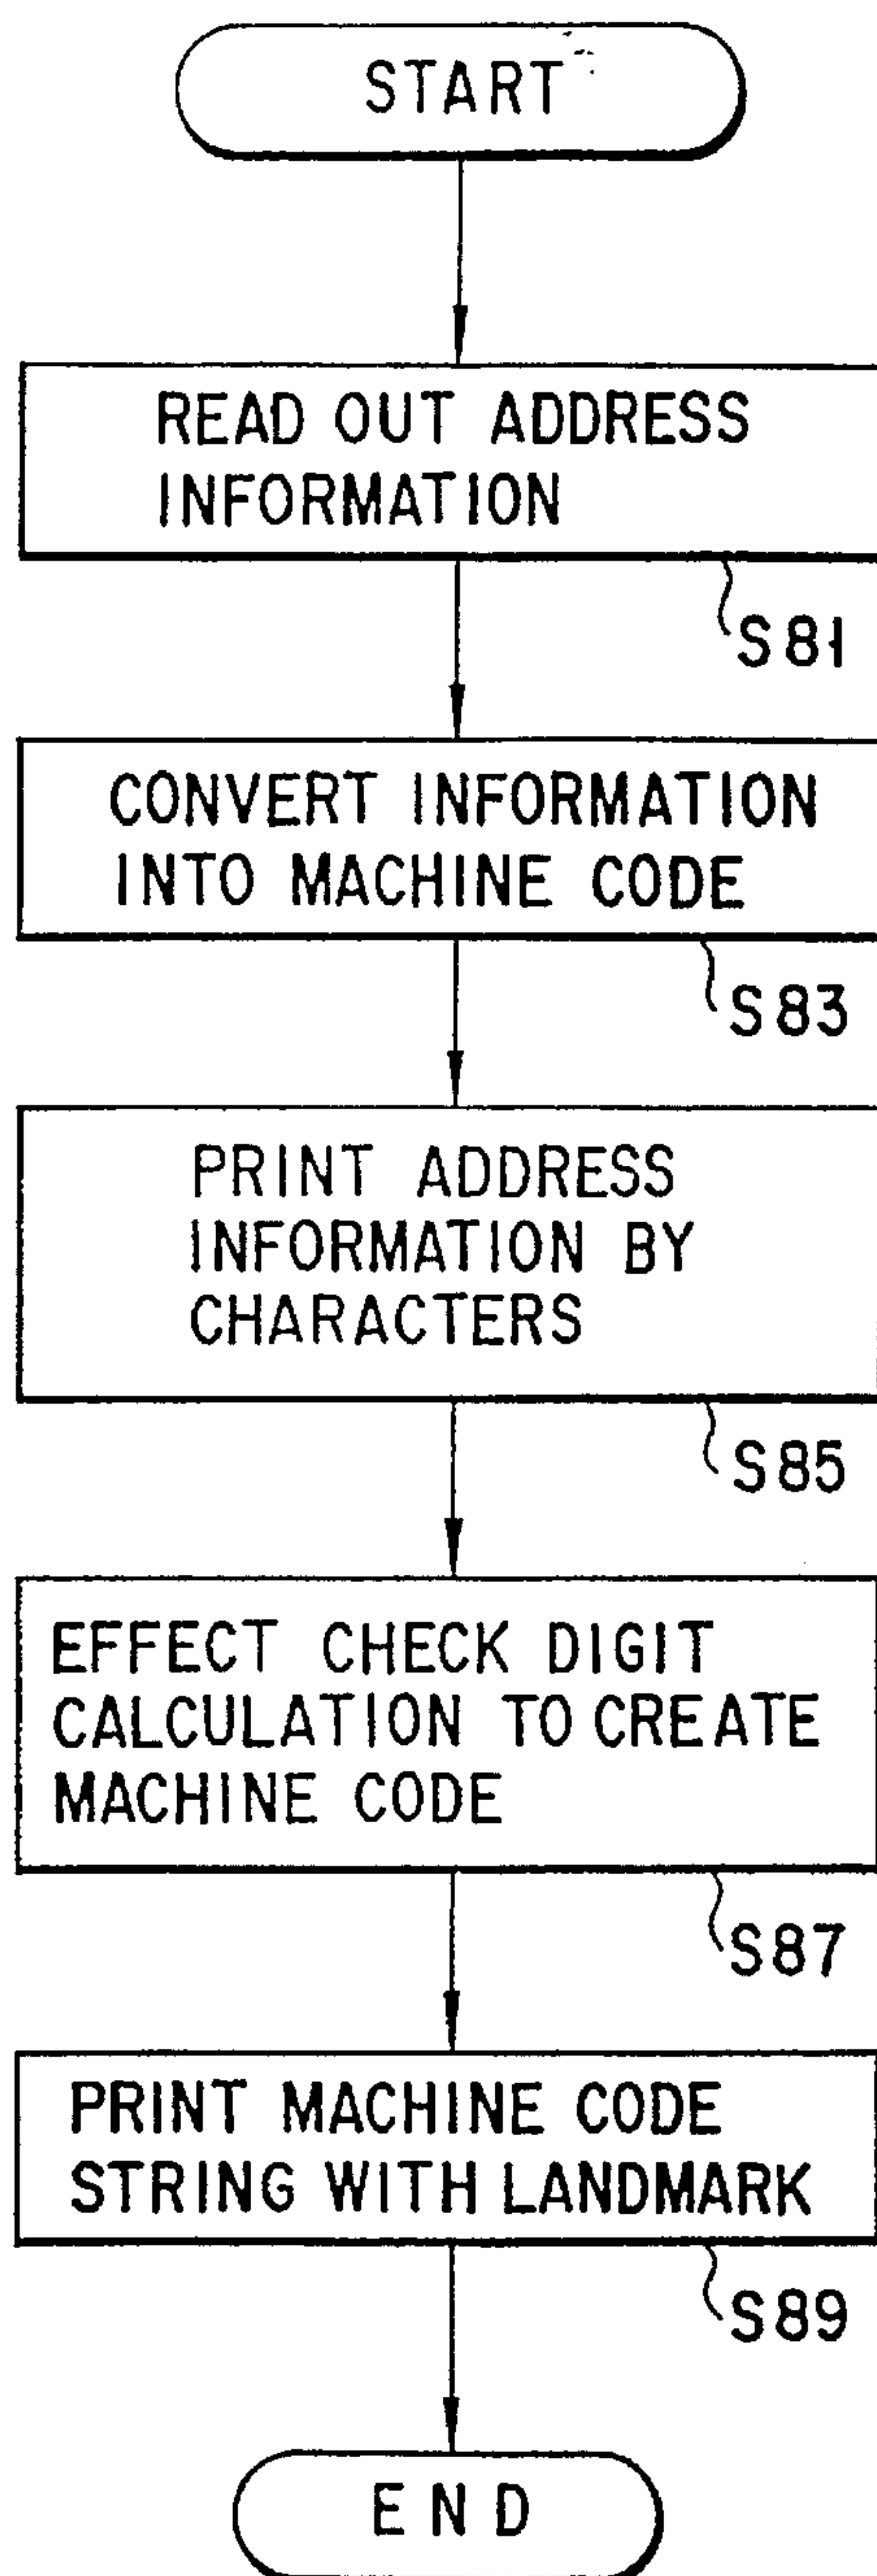 START
READ OUT ADDRESS
INFORMATION
S81
CONVERT INFORMATION
INTO MACHINE CODE
S83
PRINT ADDRESS
INFORMATION BY
CHARACTERS
S85
EFFECT CHECK DIGIT
CALCULATION TO CREATE
MACHINE CODE
S87
PRINT MACHINE CODE
STRING WITH LANDMARK
S89
END